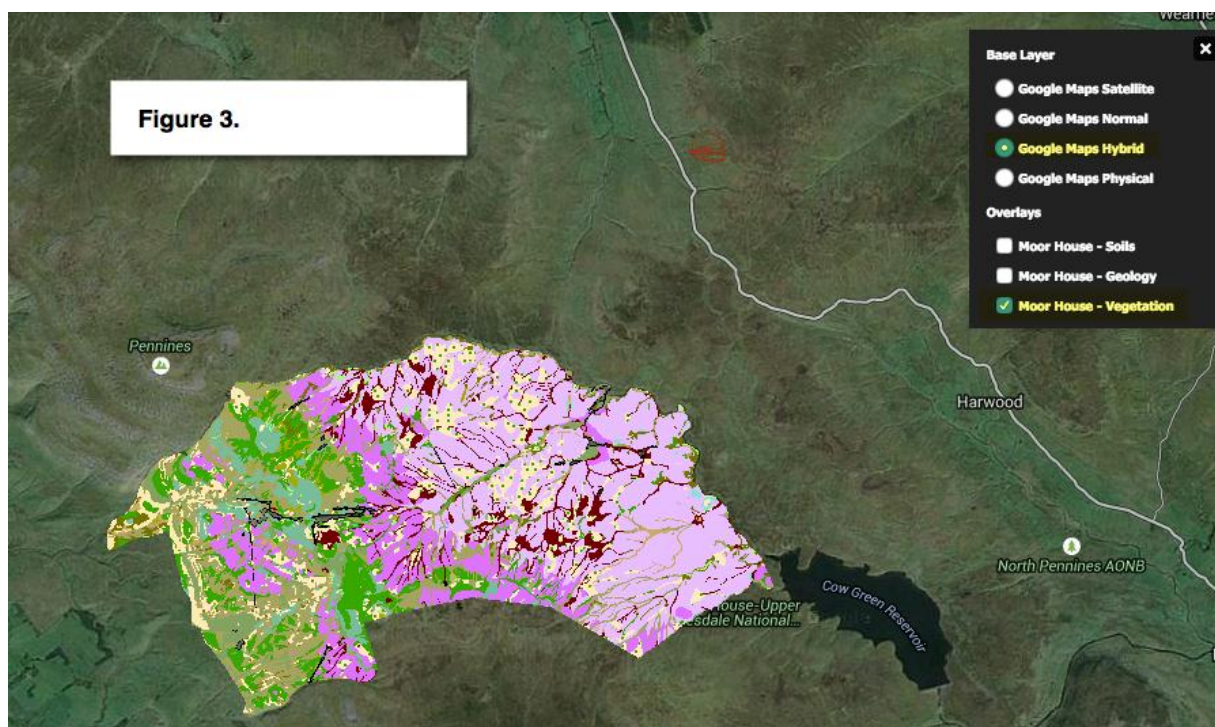 Wearhe
Figure 3.
Base Layer
Google Maps Satellite
Google Maps Normal
Google Maps Hybrid
Google Maps Physical
Overlays
Moor House - Soils
Moor House - Geology
Moor House - Vegetation
Pennines
Harwood
North Pennines AONB
Cow Green Reservoir
House-Upper
esdale National...